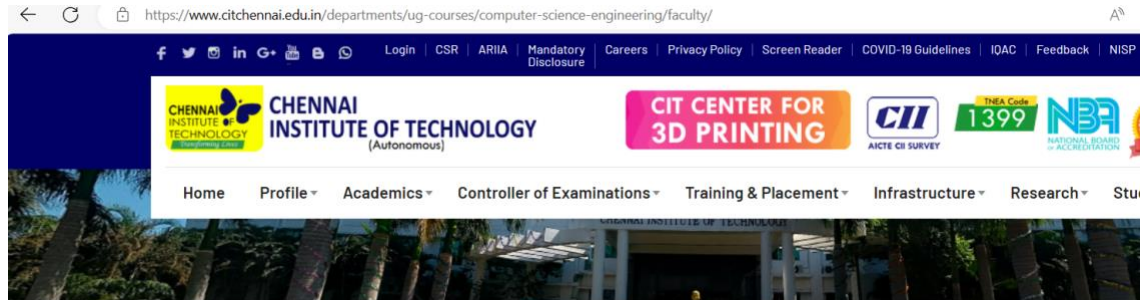 https://www.citchennai.edu.in/departments/ug-courses/computer-science-engineering/faculty/
Login CSR ARIIA Mandatory Disclosure Careers Privacy Policy Screen Reader COVID-19 Guidelines IQAC Feedback NISP
CHENNAI INSTITUTE OF TECHNOLOGY
Transforming Lives
CHENNAI
INSTITUTE OF TECHNOLOGY
(Autonomous)
CIT CENTER FOR
3D PRINTING
CII
AICTE CII SURVEY
TNEA Code
1399
NBA
NATIONAL BOARD
OF ACCREDITATION
Home Profile Academics Controller of Examinations Training & Placement Infrastructure Research Stu
CHENNAI INSTITUTE OF TECHNOLOGY